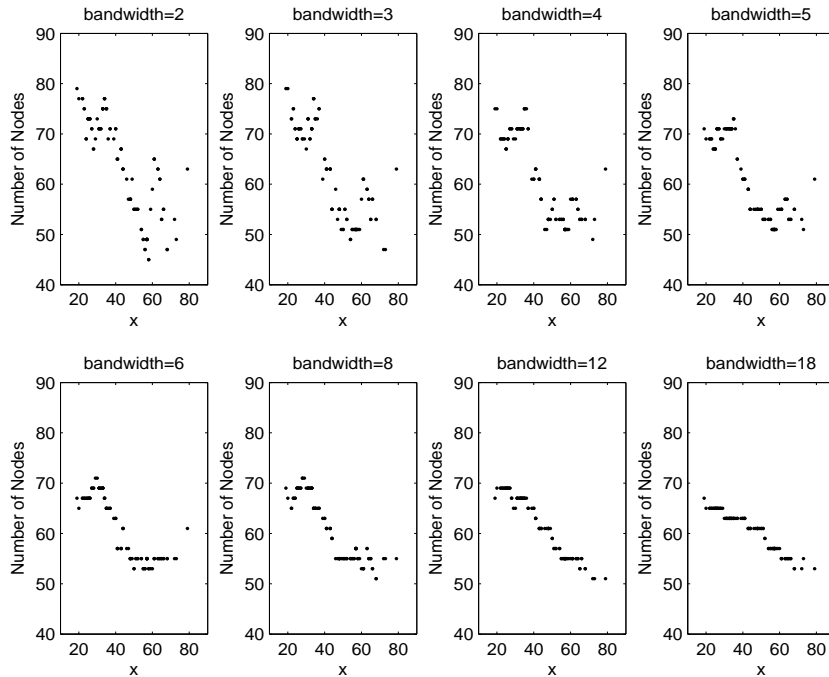 bandwidth=2
90
80
70
60
50
40
20 40 60 80
x
Number of Nodes
bandwidth=3
90
80
70
60
50
40
20 40 60 80
x
Number of Nodes
bandwidth=4
90
80
70
60
50
40
20 40 60 80
x
Number of Nodes
bandwidth=5
90
80
70
60
50
40
20 40 60 80
x
Number of Nodes
bandwidth=6
90
80
70
60
50
40
20 40 60 80
x
Number of Nodes
bandwidth=8
90
80
70
60
50
40
20 40 60 80
x
Number of Nodes
bandwidth=12
90
80
70
60
50
40
20 40 60 80
x
Number of Nodes
bandwidth=18
90
80
70
60
50
40
20 40 60 80
x
Number of Nodes